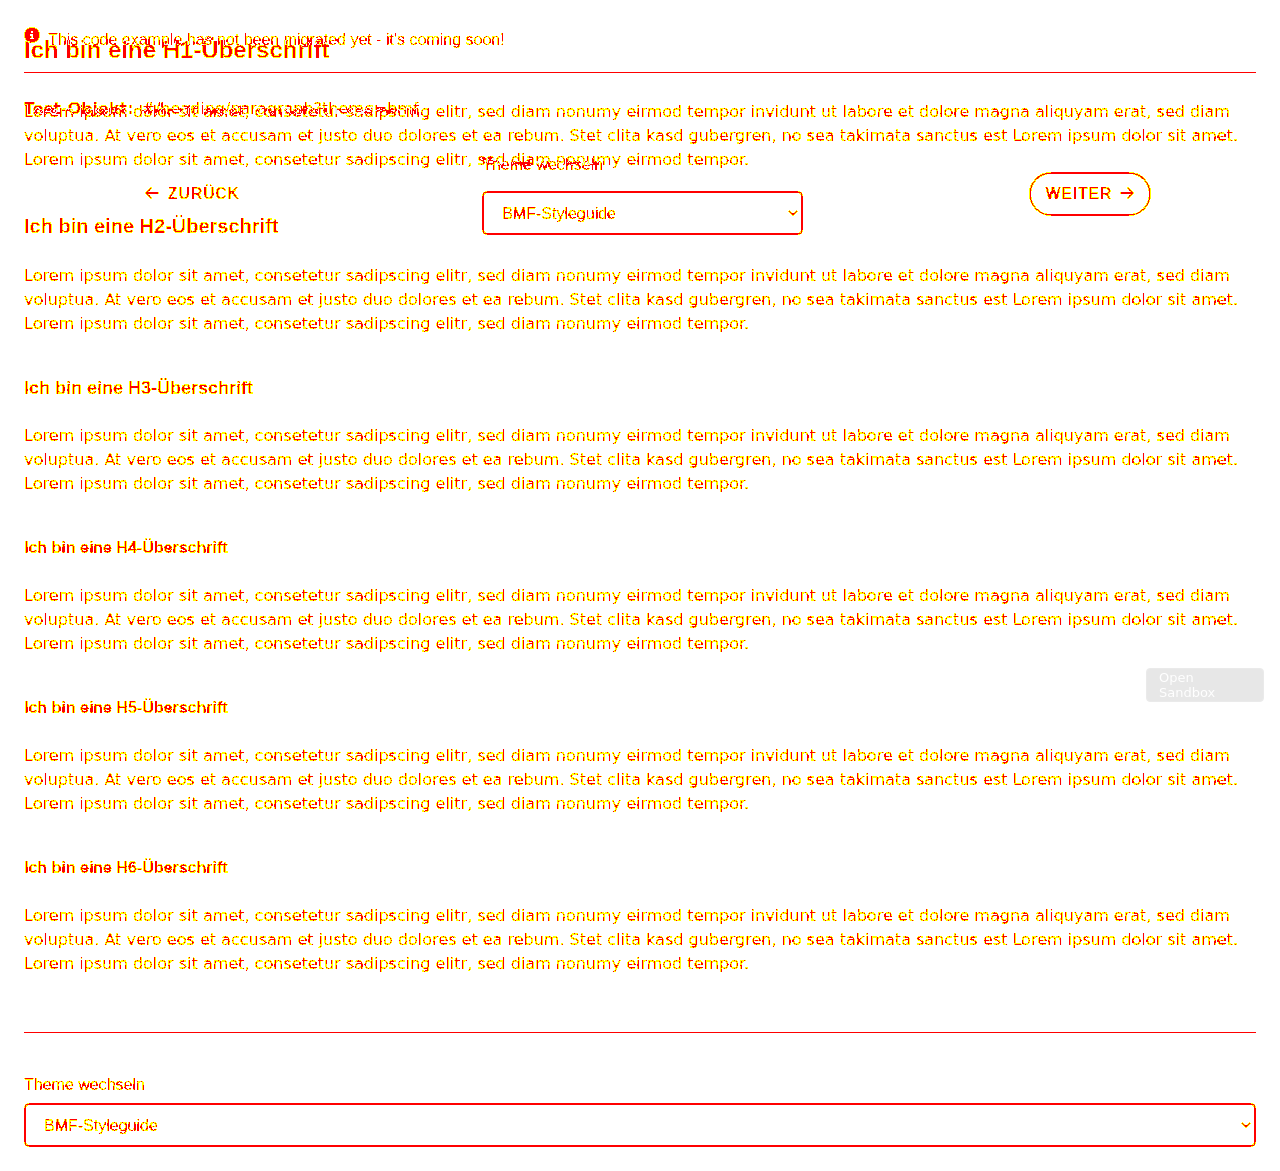 This code example has not been migrated yet - it's coming soon!
Ich bin eine H1-Überschrift
Test-Objekt: #/heading/paragraph?theme=bmf
Lorem ipsum dolor sit amet, consetetur sadipscing elitr, sed diam nonumy eirmod tempor invidunt ut labore et dolore magna aliquyam erat, sed diam
voluptua. At vero eos et accusam et justo duo dolores et ea rebum. Stet clita kasd gubergren, no sea takimata sanctus est Lorem ipsum dolor sit amet.
Lorem ipsum dolor sit amet, consetetur sadipscing elitr, sed diam nonumy eirmod tempor.
Theme wechseln
ZURÜCK
BMF-Styleguide
WEITER
Ich bin eine H2-Überschrift
Lorem ipsum dolor sit amet, consetetur sadipscing elitr, sed diam nonumy eirmod tempor invidunt ut labore et dolore magna aliquyam erat, sed diam
voluptua. At vero eos et accusam et justo duo dolores et ea rebum. Stet clita kasd gubergren, no sea takimata sanctus est Lorem ipsum dolor sit amet.
Lorem ipsum dolor sit amet, consetetur sadipscing elitr, sed diam nonumy eirmod tempor.
Ich bin eine H3-Überschrift
Lorem ipsum dolor sit amet, consetetur sadipscing elitr, sed diam nonumy eirmod tempor invidunt ut labore et dolore magna aliquyam erat, sed diam
voluptua. At vero eos et accusam et justo duo dolores et ea rebum. Stet clita kasd gubergren, no sea takimata sanctus est Lorem ipsum dolor sit amet.
Lorem ipsum dolor sit amet, consetetur sadipscing elitr, sed diam nonumy eirmod tempor.
Ich bin eine H4-Überschrift
Lorem ipsum dolor sit amet, consetetur sadipscing elitr, sed diam nonumy eirmod tempor invidunt ut labore et dolore magna aliquyam erat, sed diam
voluptua. At vero eos et accusam et justo duo dolores et ea rebum. Stet clita kasd gubergren, no sea takimata sanctus est Lorem ipsum dolor sit amet.
Lorem ipsum dolor sit amet, consetetur sadipscing elitr, sed diam nonumy eirmod tempor.
Open
Sandbox
Ich bin eine H5-Überschrift
Lorem ipsum dolor sit amet, consetetur sadipscing elitr, sed diam nonumy eirmod tempor invidunt ut labore et dolore magna aliquyam erat, sed diam
voluptua. At vero eos et accusam et justo duo dolores et ea rebum. Stet clita kasd gubergren, no sea takimata sanctus est Lorem ipsum dolor sit amet.
Lorem ipsum dolor sit amet, consetetur sadipscing elitr, sed diam nonumy eirmod tempor.
Ich bin eine H6-Überschrift
Lorem ipsum dolor sit amet, consetetur sadipscing elitr, sed diam nonumy eirmod tempor invidunt ut labore et dolore magna aliquyam erat, sed diam
voluptua. At vero eos et accusam et justo duo dolores et ea rebum. Stet clita kasd gubergren, no sea takimata sanctus est Lorem ipsum dolor sit amet.
Lorem ipsum dolor sit amet, consetetur sadipscing elitr, sed diam nonumy eirmod tempor.
Theme wechseln
BMF-Styleguide